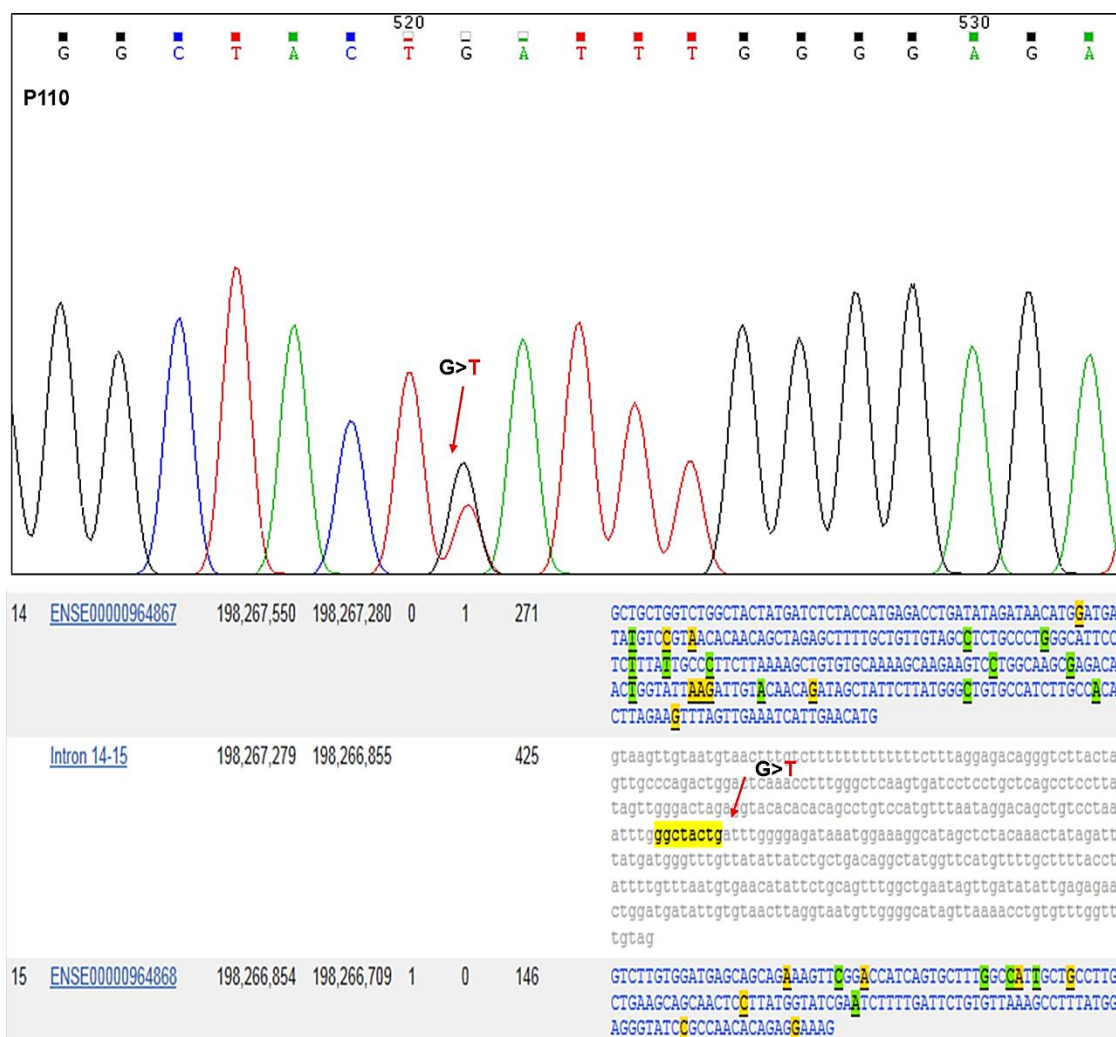 520 530
G G C T A C T G A T T T G G G G A G A
P110
G>T
14 ENSE00000964867 198,267,550 198,267,280 0 1 271 GCTGCTGGTCTGGCTACTATGATCTCTACCATGAGACCTGATATAGATAACATGGATGA
TATGTCCGTAACACAACAGCTAGAGCTTTTGCTGTTGTAGCCTCTGCCCTGGGCATTCC
TCTTTATTGCCCTTCTTAAAAGCTGTGTGCAAAAGCAAGAAGTCCTGGCAAGCGAGACA
ACTGGTATTAAGATTGTACAACAGATAGCTATTCTTATGGGCTGTGCCATCTTGCCACA
CTTAGAAGTTTAGTTGAAATCATTGAACATG
Intron 14-15 198,267,279 198,266,855 425 gtaagttgtaatgtaactttgtctttttttttttttctttaggagacagggtcttacta
G>T
gttgcccagactggactcaaacctttgggctcaagtgatcctcctgctcagcctcctta
tagttgggactagaggtacacacacagcctgtccatgtttaataggacagctgtcctaa
atttgggctactgatttggggagataaatggaaaggcatagctctacaaactatagatt
tatgatgggtttgttatattatctgctgacaggctatggttcatgttttgcttttacct
attttgtttaatgtgaacatattctgcagtttggctgaatagttgatatattgagagaa
ctggatgatattgtgtaacttaggtaatgttggggcatagttaaaacctgtgtttggtt
tgtag
15 ENSE00000964868 198,266,854 198,266,709 1 0 146 GTCTTGTGGATGAGCAGCAGAAAGTTCGGACCATCAGTGCTTTGGCCATTGCTGCCTTG
CTGAAGCAGCAACTCCTTATGGTATCGAATCTTTTGATTCTGTGTTAAAGCCTTTATGG
AGGGTATCCGCCAACACAGAGGAAAG